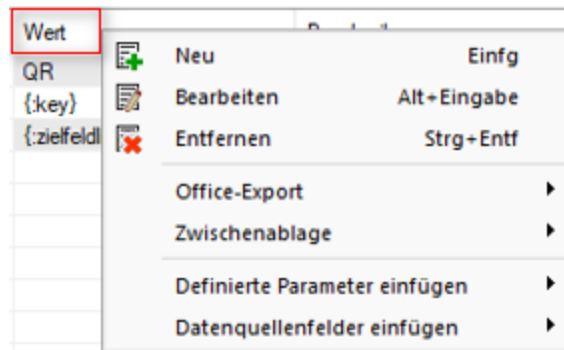 Wert
QR
{:key}
{:zielfeldl
Neu Einfg
Bearbeiten Alt+Eingabe
Entfernen Strg+Entf
Office-Export
Zwischenablage
Definierte Parameter einfügen
Datenquellenfelder einfügen